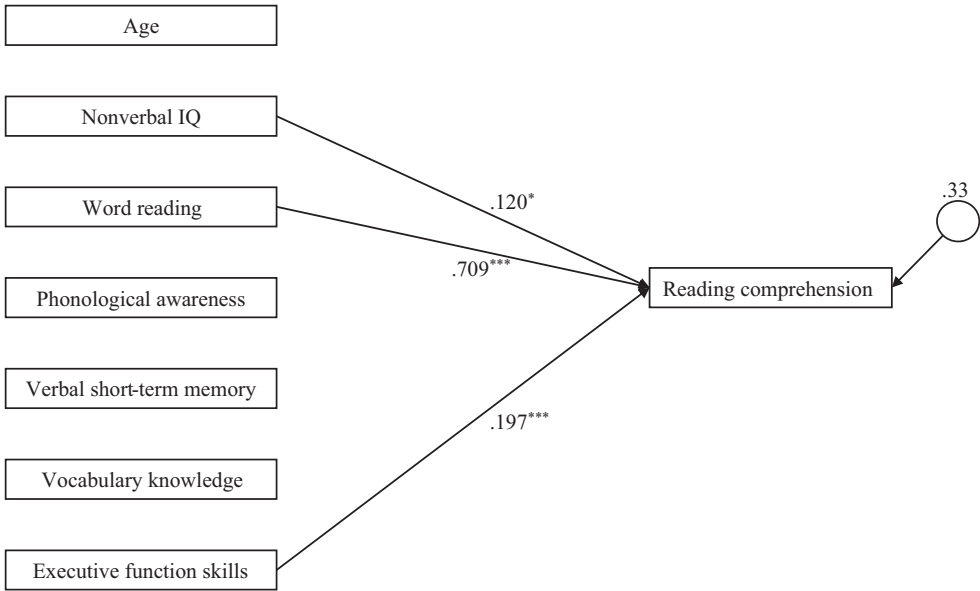 Age
Nonverbal IQ
Word reading
Phonological awareness
Verbal short-term memory
Vocabulary knowledge
Executive function skills
.120*
.709***
.197***
Reading comprehension
.33